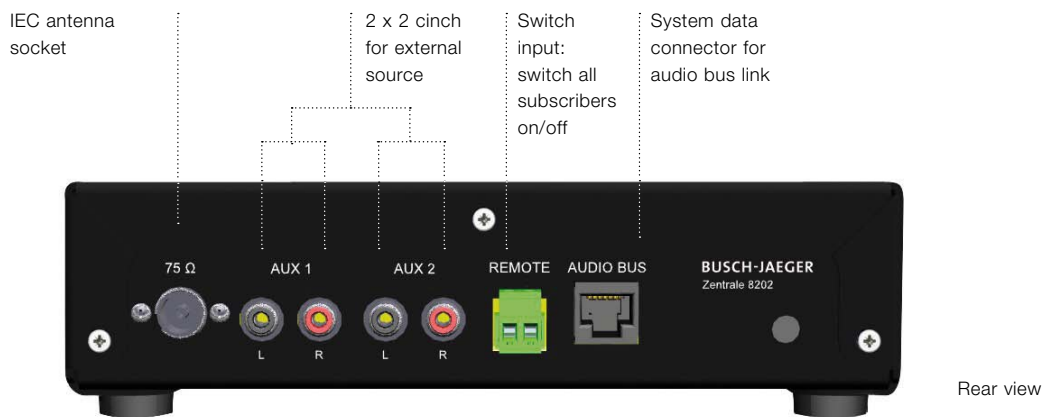 IEC antenna
socket
2 x 2 cinch
for external
source
Switch
input:
switch all
subscribers
on/off
System data
connector for
audio bus link
75 Ω
AUX 1
AUX 2
REMOTE
AUDIO BUS
BUSCH-JAEGER
Zentrale 8202
L
R
L
R
Rear view